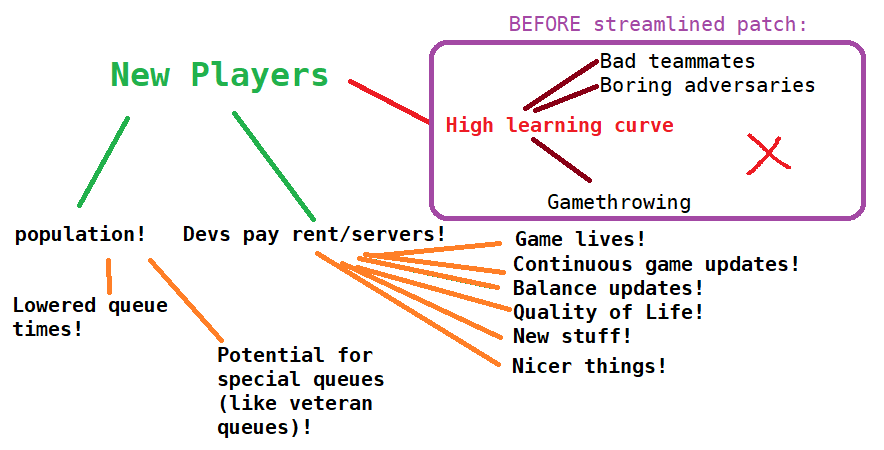 BEFORE streamlined patch:
New Players
Bad teammates
Boring adversaries
High learning curve
Gamethrowing
population!
Devs pay rent/servers!
Game lives!
Continuous game updates!
Balance updates!
Quality of Life!
New stuff!
Nicer things!
Lowered queue
times!
Potential for
special queues
(like veteran
queues)!